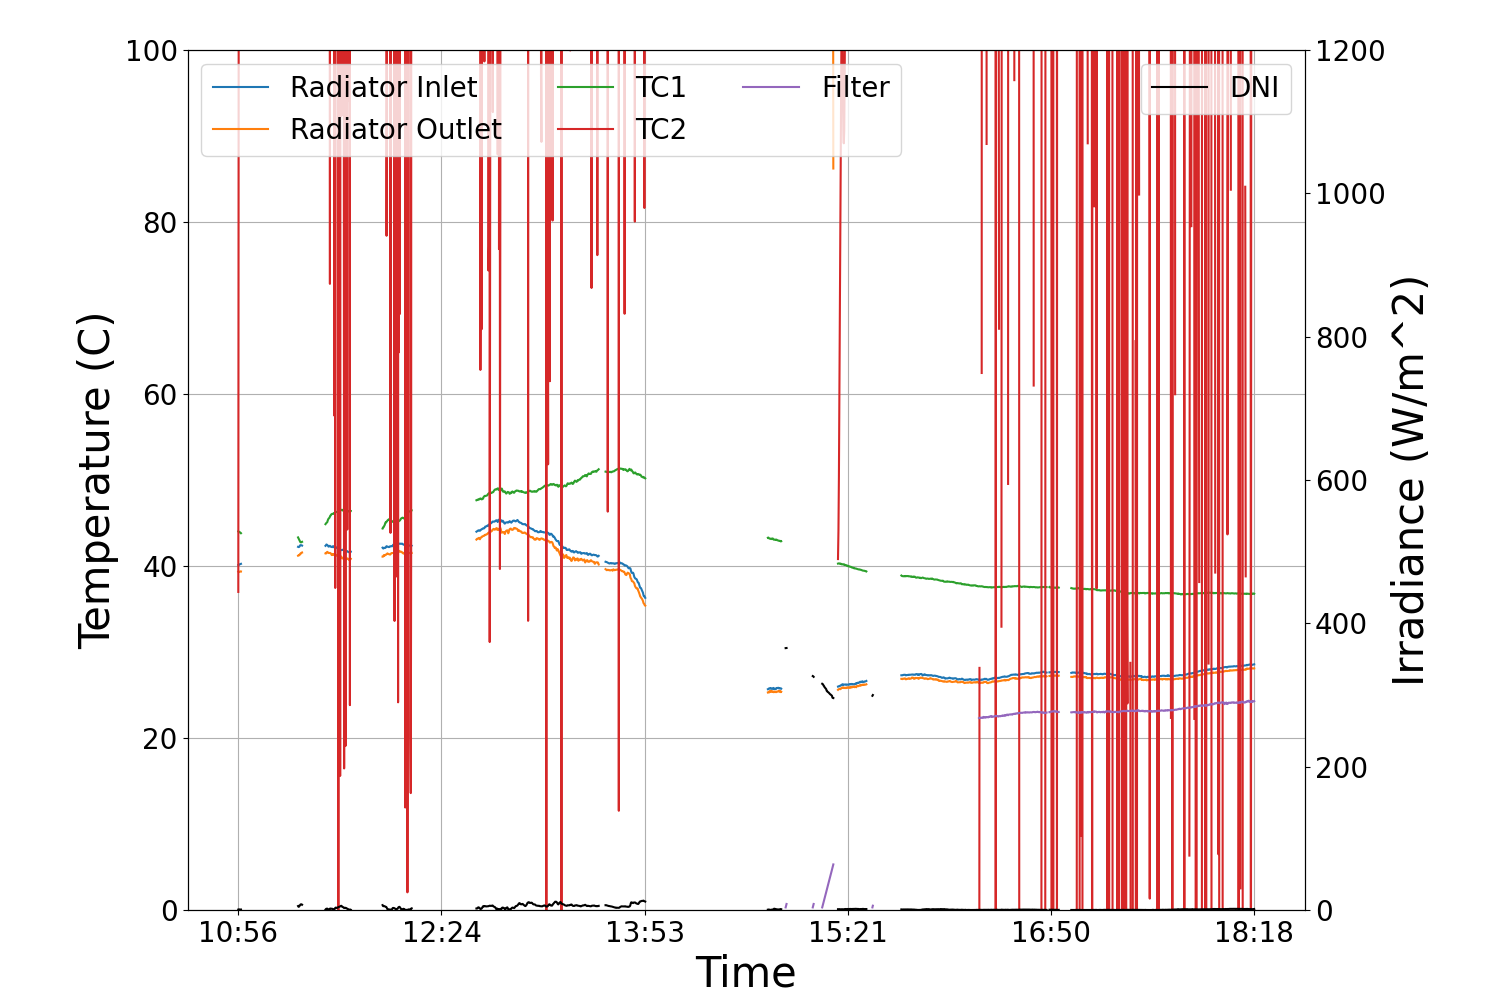 100
80
60
40
20
0
Temperature (C)
Radiator Inlet
Radiator Outlet
TC1
TC2
Filter
DNI
1200
1000
800
600
400
200
0
Irradiance (W/m^2)
10:56 12:24 13:53 15:21 16:50 18:18
Time